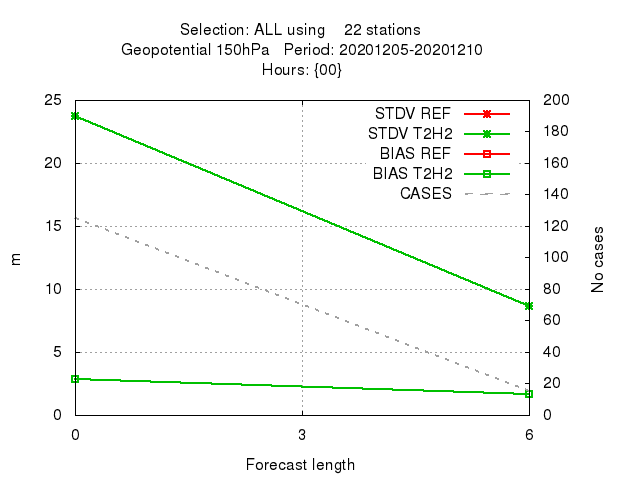 Selection: ALL using 22 stations
Geopotential 150hPa Period: 20201205-20201210
Hours: {00}
25
20
15
10
5
0
200
180
160
140
120
100
80
60
40
20
0
STDV REF
STDV T2H2
BIAS REF
BIAS T2H2
CASES
m
No cases
0
3
6
Forecast length